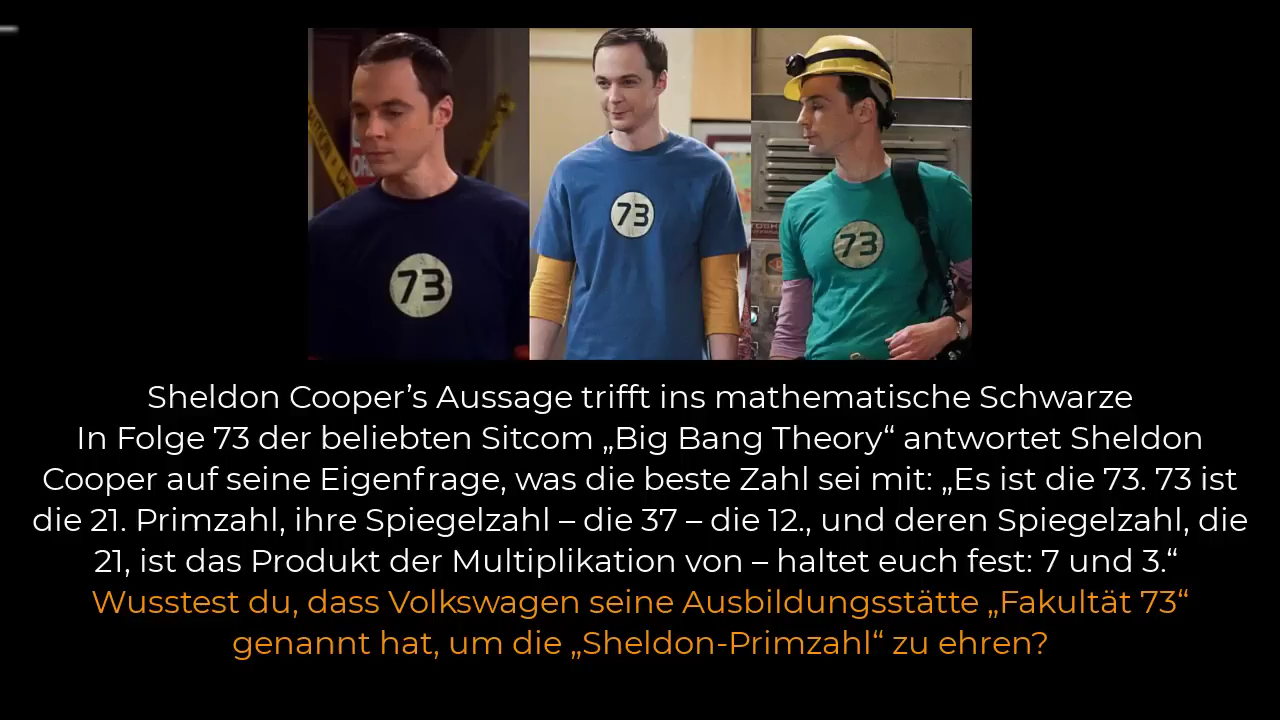 73
73
73
Sheldon Cooper’s Aussage trifft ins mathematische Schwarze
In Folge 73 der beliebten Sitcom „Big Bang Theory“ antwortet Sheldon
Cooper auf seine Eigenfrage, was die beste Zahl sei mit: „Es ist die 73. 73 ist
die 21. Primzahl, ihre Spiegelzahl – die 37 – die 12., und deren Spiegelzahl, die
21, ist das Produkt der Multiplikation von – haltet euch fest: 7 und 3.“
Wusstest du, dass Volkswagen seine Ausbildungsstätte „Fakultät 73“
genannt hat, um die „Sheldon-Primzahl“ zu ehren?